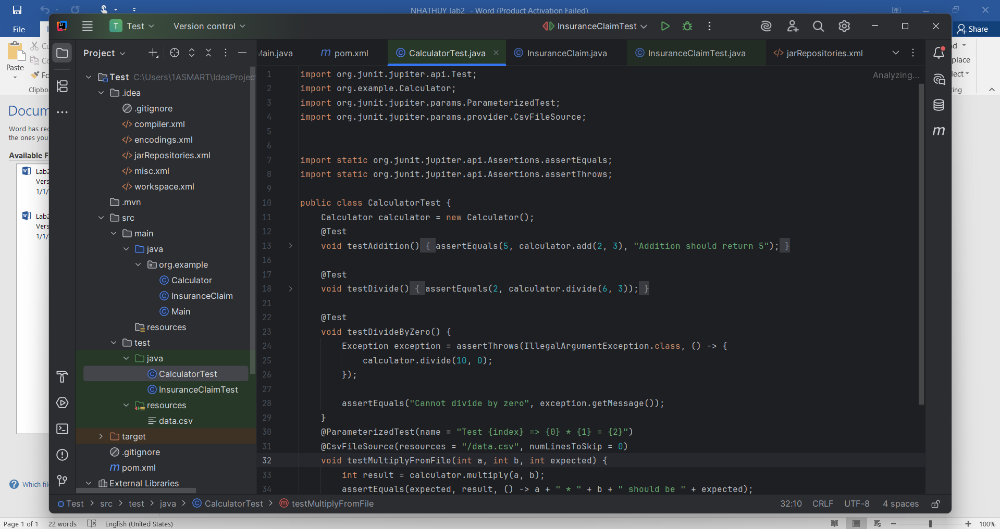 NHATHUY_lab2 - Word (Product Activation Failed)
File
Share
Paste
Clipbo
place
Docum
Word has rec
the ones you
Available F
Lab2
Vers
1/1/
Lab2
Vers
1/1/
Which file
T Test
Version control
InsuranceClaimTest
Project
Main.java
pom.xml
CalculatorTest.java
InsuranceClaim.java
InsuranceClaimTest.java
jarRepositories.xml
Test C:\Users\1ASMART\IdeaProjec
.idea
.gitignore
compiler.xml
encodings.xml
jarRepositories.xml
misc.xml
workspace.xml
.mvn
src
main
java
org.example
Calculator
InsuranceClaim
Main
resources
test
java
CalculatorTest
InsuranceClaimTest
resources
data.csv
target
.gitignore
pom.xml
External Libraries
Analyzing...
1 import org.junit.jupiter.api.Test;
2 import org.example.Calculator;
3 import org.junit.jupiter.params.ParameterizedTest;
4 import org.junit.jupiter.params.provider.CsvFileSource;
5
6
7 import static org.junit.jupiter.api.Assertions.assertEquals;
8 import static org.junit.jupiter.api.Assertions.assertThrows;
9
10 public class CalculatorTest {
11 Calculator calculator = new Calculator();
12 @Test
13 void testAddition() { assertEquals(5, calculator.add(2, 3), "Addition should return 5"); }
16
17 @Test
18 void testDivide() { assertEquals(2, calculator.divide(6, 3)); }
21
22 @Test
23 void testDivideByZero() {
24 Exception exception = assertThrows(IllegalArgumentException.class, () -> {
25 calculator.divide(10, 0);
26 });
27
28 assertEquals("Cannot divide by zero", exception.getMessage());
29 }
30 @ParameterizedTest(name = "Test {index} => {0} * {1} = {2}")
31 @CsvFileSource(resources = "/data.csv", numLinesToSkip = 0)
32 void testMultiplyFromFile(int a, int b, int expected) {
33 int result = calculator.multiply(a, b);
34 assertEquals(expected, result, () -> a + " * " + b + " should be " + expected);
Test > src > test > java > CalculatorTest > testMultiplyFromFile
32:10 CRLF UTF-8 4 spaces
Page 1 of 1 22 words English (United States)
100%